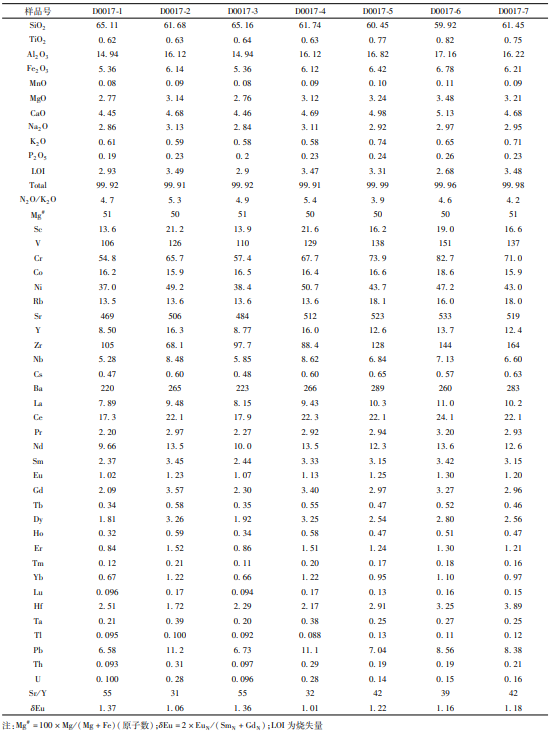 样品号 D0017-1 D0017-2 D0017-3 D0017-4 D0017-5 D0017-6 D0017-7
SiO₂ 65.11 61.68 65.16 61.74 60.45 59.92 61.45
TiO₂ 0.62 0.63 0.64 0.63 0.77 0.82 0.75
Al₂O₃ 14.94 16.12 14.94 16.12 16.82 17.16 16.22
Fe₂O₃ 5.36 6.14 5.36 6.12 6.42 6.78 6.21
MnO 0.08 0.09 0.08 0.09 0.10 0.11 0.09
MgO 2.77 3.14 2.76 3.12 3.24 3.48 3.21
CaO 4.45 4.68 4.46 4.69 4.98 5.13 4.68
Na₂O 2.86 3.13 2.84 3.11 2.92 2.97 2.95
K₂O 0.61 0.59 0.58 0.58 0.74 0.65 0.71
P₂O₅ 0.19 0.23 0.2 0.23 0.24 0.26 0.23
LOI 2.93 3.49 2.9 3.47 3.31 2.68 3.48
Total 99.92 99.91 99.92 99.91 99.99 99.96 99.98
N₂O/K₂O 4.7 5.3 4.9 5.4 3.9 4.6 4.2
Mg# 51 50 51 50 50 50 51
Sc 13.6 21.2 13.9 21.6 16.2 19.0 16.6
V 106 126 110 129 138 151 137
Cr 54.8 65.7 57.4 67.7 73.9 82.7 71.0
Co 16.2 15.9 16.5 16.4 16.6 18.6 15.9
Ni 37.0 49.2 38.4 50.7 43.7 47.2 43.0
Rb 13.5 13.6 13.6 13.6 18.1 16.0 18.0
Sr 469 506 484 512 523 533 519
Y 8.50 16.3 8.77 16.0 12.6 13.7 12.4
Zr 105 68.1 97.7 88.4 128 144 164
Nb 5.28 8.48 5.85 8.62 6.84 7.13 6.60
Cs 0.47 0.60 0.48 0.60 0.65 0.57 0.63
Ba 220 265 223 266 289 260 283
La 7.89 9.48 8.15 9.43 10.3 11.0 10.2
Ce 17.3 22.1 17.9 22.3 22.1 24.1 22.1
Pr 2.20 2.97 2.27 2.92 2.94 3.20 2.93
Nd 9.66 13.5 10.0 13.5 12.3 13.6 12.6
Sm 2.37 3.45 2.44 3.33 3.15 3.42 3.15
Eu 1.02 1.23 1.07 1.13 1.25 1.30 1.20
Gd 2.09 3.57 2.30 3.40 2.97 3.27 2.96
Tb 0.34 0.58 0.35 0.55 0.47 0.52 0.46
Dy 1.81 3.26 1.92 3.25 2.54 2.80 2.56
Ho 0.32 0.59 0.34 0.58 0.47 0.51 0.47
Er 0.84 1.52 0.86 1.51 1.24 1.30 1.21
Tm 0.12 0.21 0.11 0.20 0.17 0.18 0.16
Yb 0.67 1.22 0.66 1.22 0.95 1.10 0.97
Lu 0.096 0.17 0.094 0.17 0.13 0.16 0.15
Hf 2.51 1.72 2.29 2.17 2.91 3.25 3.89
Ta 0.21 0.39 0.20 0.38 0.25 0.27 0.25
Tl 0.095 0.100 0.092 0.088 0.13 0.11 0.12
Pb 6.58 11.2 6.73 11.1 7.04 8.56 8.38
Th 0.093 0.31 0.097 0.29 0.19 0.19 0.21
U 0.100 0.28 0.096 0.28 0.14 0.15 0.16
Sr/Y 55 31 55 32 42 39 42
δEu 1.37 1.06 1.36 1.01 1.22 1.16 1.18
注:Mg#=100×Mg/(Mg+Fe)(原子数);δEu=2×Euₙ/(Smₙ+Gdₙ);LOI为烧失量